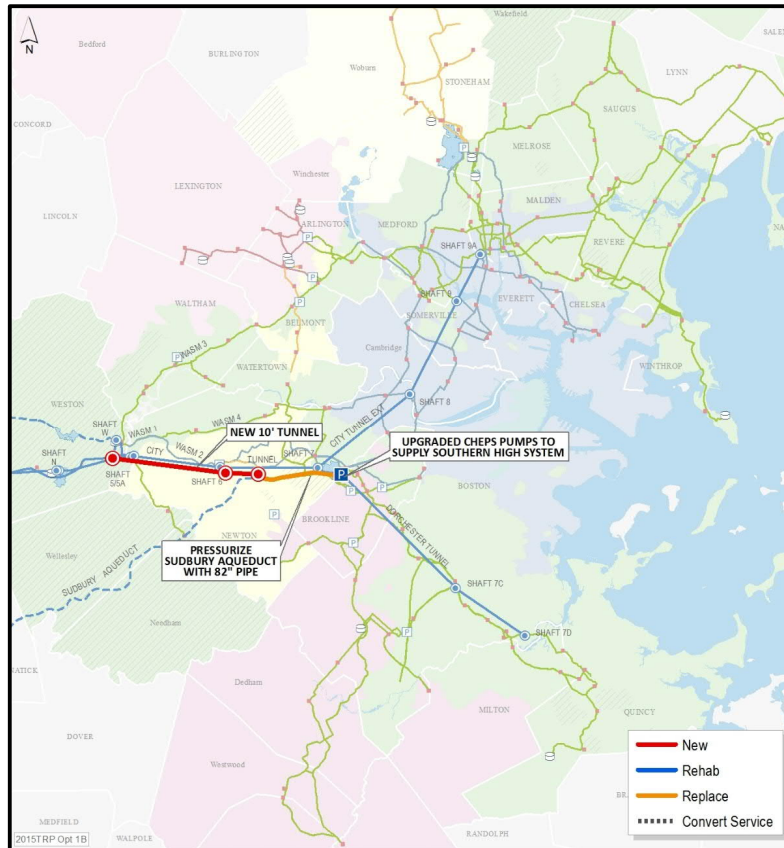 Wakefield
N
Bedford
BURLINGTON
Woburn
STONEHAM
LYNN
SAUGUS
CONCORD
MELROSE
Winchester
LEXINGTON
MALDEN
LINCOLN
ARLINGTON
MEDFORD
REVERE
SHAFT 9A
WALTHAM
SHAFT 9
EVERETT
CHELSEA
SOMERVILLE
BELMONT
Cambridge
P
WASM 3
WATERTOWN
WINTHROP
WESTON
SHAFT 8
SHAFT
W
WASM 1
WASM 4
NEW 10' TUNNEL
CITY TUNNEL EXT
UPGRADED CHEPS PUMPS TO
SUPPLY SOUTHERN HIGH SYSTEM
CITY
WASM 2
TUNNEL
SHAFT 7
SHAFT
N
SHAFT
5/5A
SHAFT 6
P
BOSTON
NEWTON
BROOKLINE
PRESSURIZE
SUDBURY AQUEDUCT
WITH 82" PIPE
DORCHESTER TUNNEL
Wellesley
SUDBURY AQUEDUCT
SHAFT 7C
Needham
SHAFT 7D
Dedham
MILTON
QUINCY
DOVER
Westwood
New
Rehab
Replace
Convert Service
MEDFIELD
WALPOLE
RANDOLPH
2015TRP Opt 1B